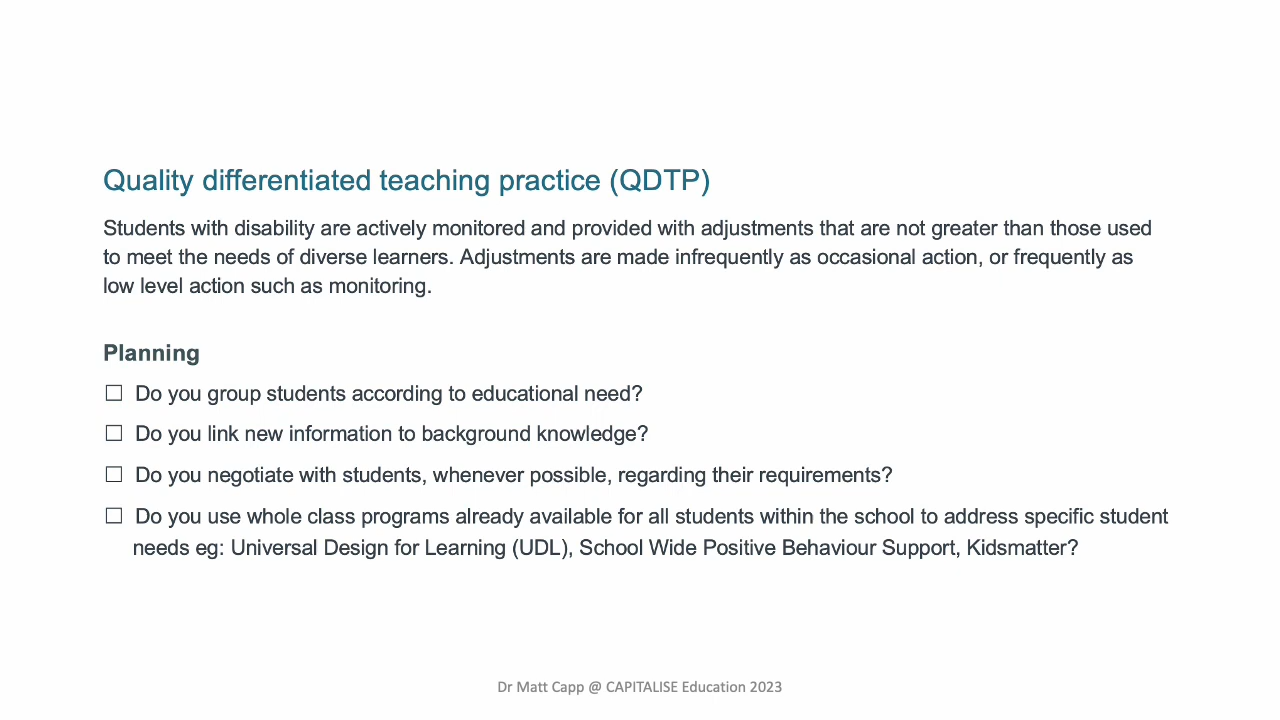 Quality differentiated teaching practice (QDTP)
Students with disability are actively monitored and provided with adjustments that are not greater than those used
to meet the needs of diverse learners. Adjustments are made infrequently as occasional action, or frequently as
low level action such as monitoring.
Planning
☐ Do you group students according to educational need?
☐ Do you link new information to background knowledge?
☐ Do you negotiate with students, whenever possible, regarding their requirements?
☐ Do you use whole class programs already available for all students within the school to address specific student
needs eg: Universal Design for Learning (UDL), School Wide Positive Behaviour Support, Kidsmatter?
Dr Matt Capp @ CAPITALISE Education 2023